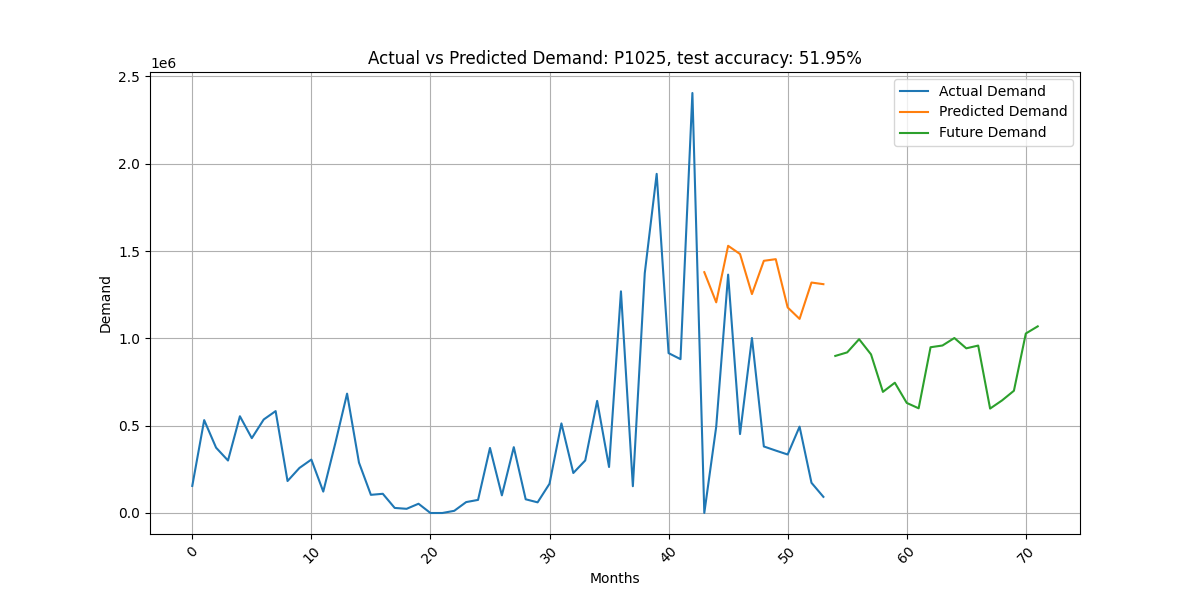 Actual vs Predicted Demand: P1025, test accuracy: 51.95%
1e6
2.5
2.0
1.5
1.0
0.5
0.0
Demand
Actual Demand
Predicted Demand
Future Demand
0
10
20
30
40
50
60
70
Months